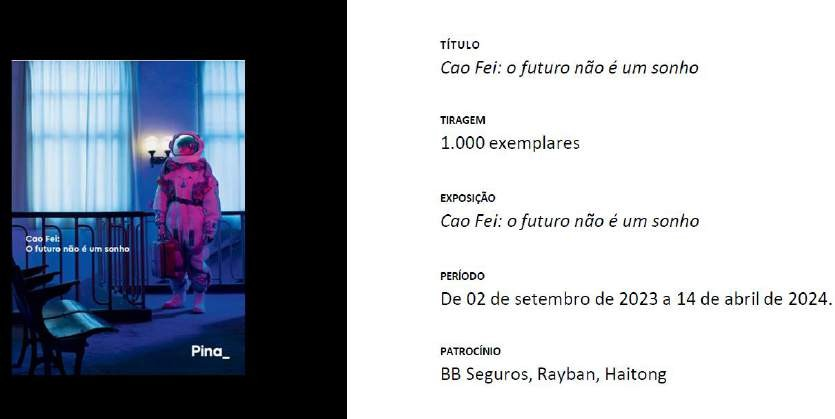 Cao Fei:
O futuro não é um sonho
Pina_
TÍTULO
Cao Fei: o futuro não é um sonho
TIRAGEM
1.000 exemplares
EXPOSIÇÃO
Cao Fei: o futuro não é um sonho
PERÍODO
De 02 de setembro de 2023 a 14 de abril de 2024.
PATROCÍNIO
BB Seguros, Rayban, Haitong